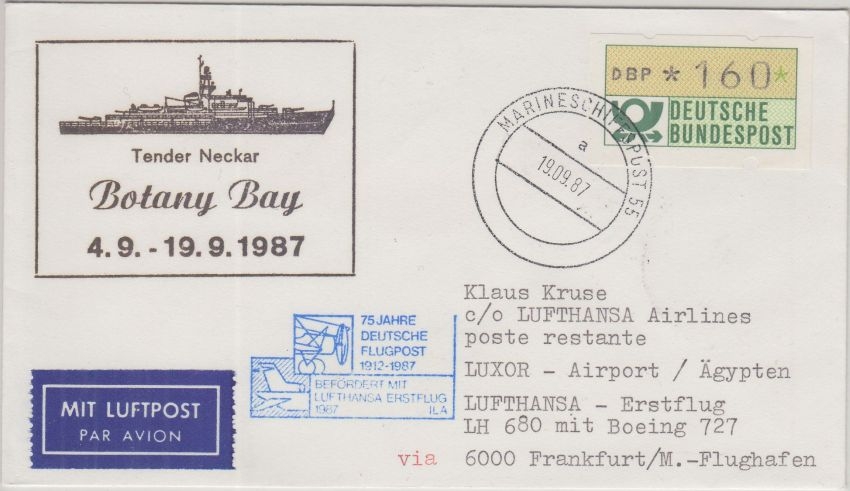 Tender Neckar
Botany Bay
4.9. - 19.9.1987
DBP * 160*
DEUTSCHE
BUNDESPOST
MARINESCHIFFSPOST 55
a
19.09.87
Klaus Kruse
c/o LUFTHANSA Airlines
poste restante
LUXOR - Airport / Ägypten
LUFTHANSA - Erstflug
LH 680 mit Boeing 727
via 6000 Frankfurt/M.-Flughafen
75 JAHRE
DEUTSCHE
FLUGPOST
1912-1987
BEFÖRDERT MIT
LUFTHANSA ERSTFLUG
1987 ILA
MIT LUFTPOST
PAR AVION